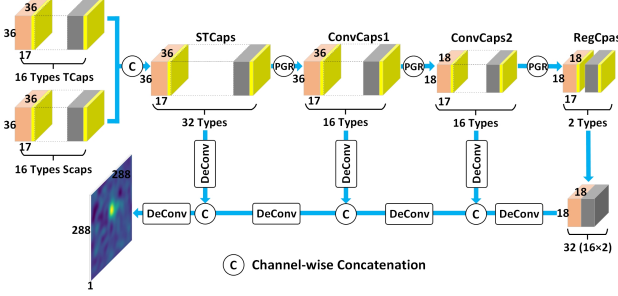 36
36
17
16 Types TCaps
36
36
17
16 Types Scaps
C
STCaps
36
36
17
32 Types
PGR
ConvCaps1
36
36
17
16 Types
PGR
ConvCaps2
18
18
17
16 Types
PGR
RegCpas
18
18
17
2 Types
DeConv
DeConv
DeConv
288
288
1
DeConv
C
DeConv
C
DeConv
C
DeConv
18
18
32 (16×2)
C Channel-wise Concatenation